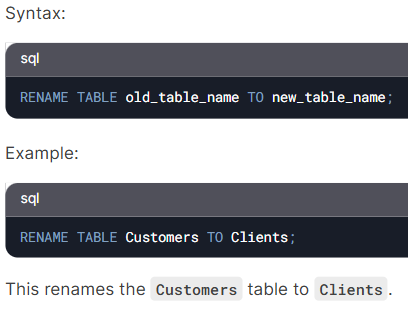 Syntax:
sql
RENAME TABLE old_table_name TO new_table_name;
Example:
sql
RENAME TABLE Customers TO Clients;
This renames the Customers table to Clients.